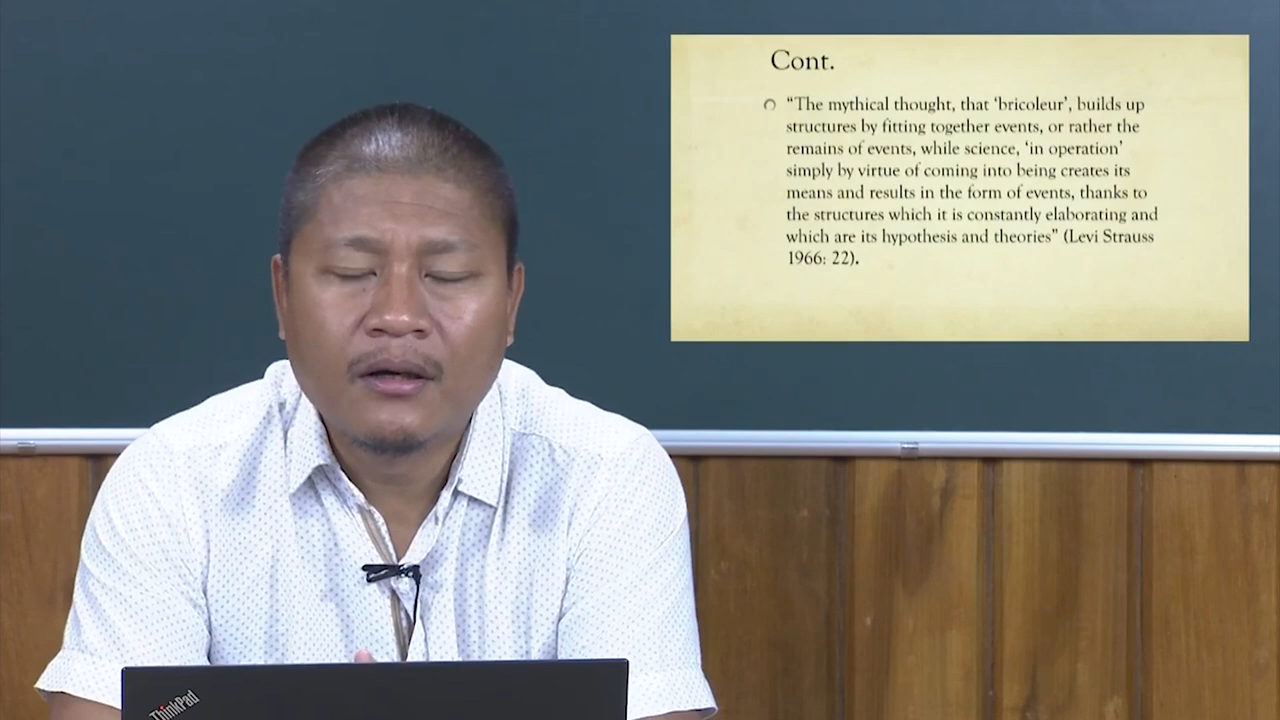 Cont.
“The mythical thought, that ‘bricoleur’, builds up
structures by fitting together events, or rather the
remains of events, while science, ‘in operation’
simply by virtue of coming into being creates its
means and results in the form of events, thanks to
the structures which it is constantly elaborating and
which are its hypothesis and theories” (Levi Strauss
1966: 22).
ThinkPad